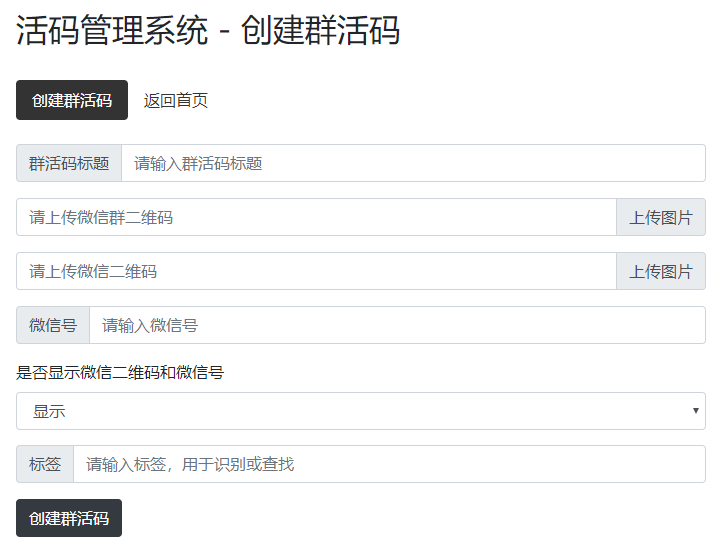 活码管理系统 - 创建群活码
创建群活码 返回首页
群活码标题 请输入群活码标题
请上传微信群二维码 上传图片
请上传微信二维码 上传图片
微信号 请输入微信号
是否显示微信二维码和微信号
显示
标签 请输入标签，用于识别或查找
创建群活码